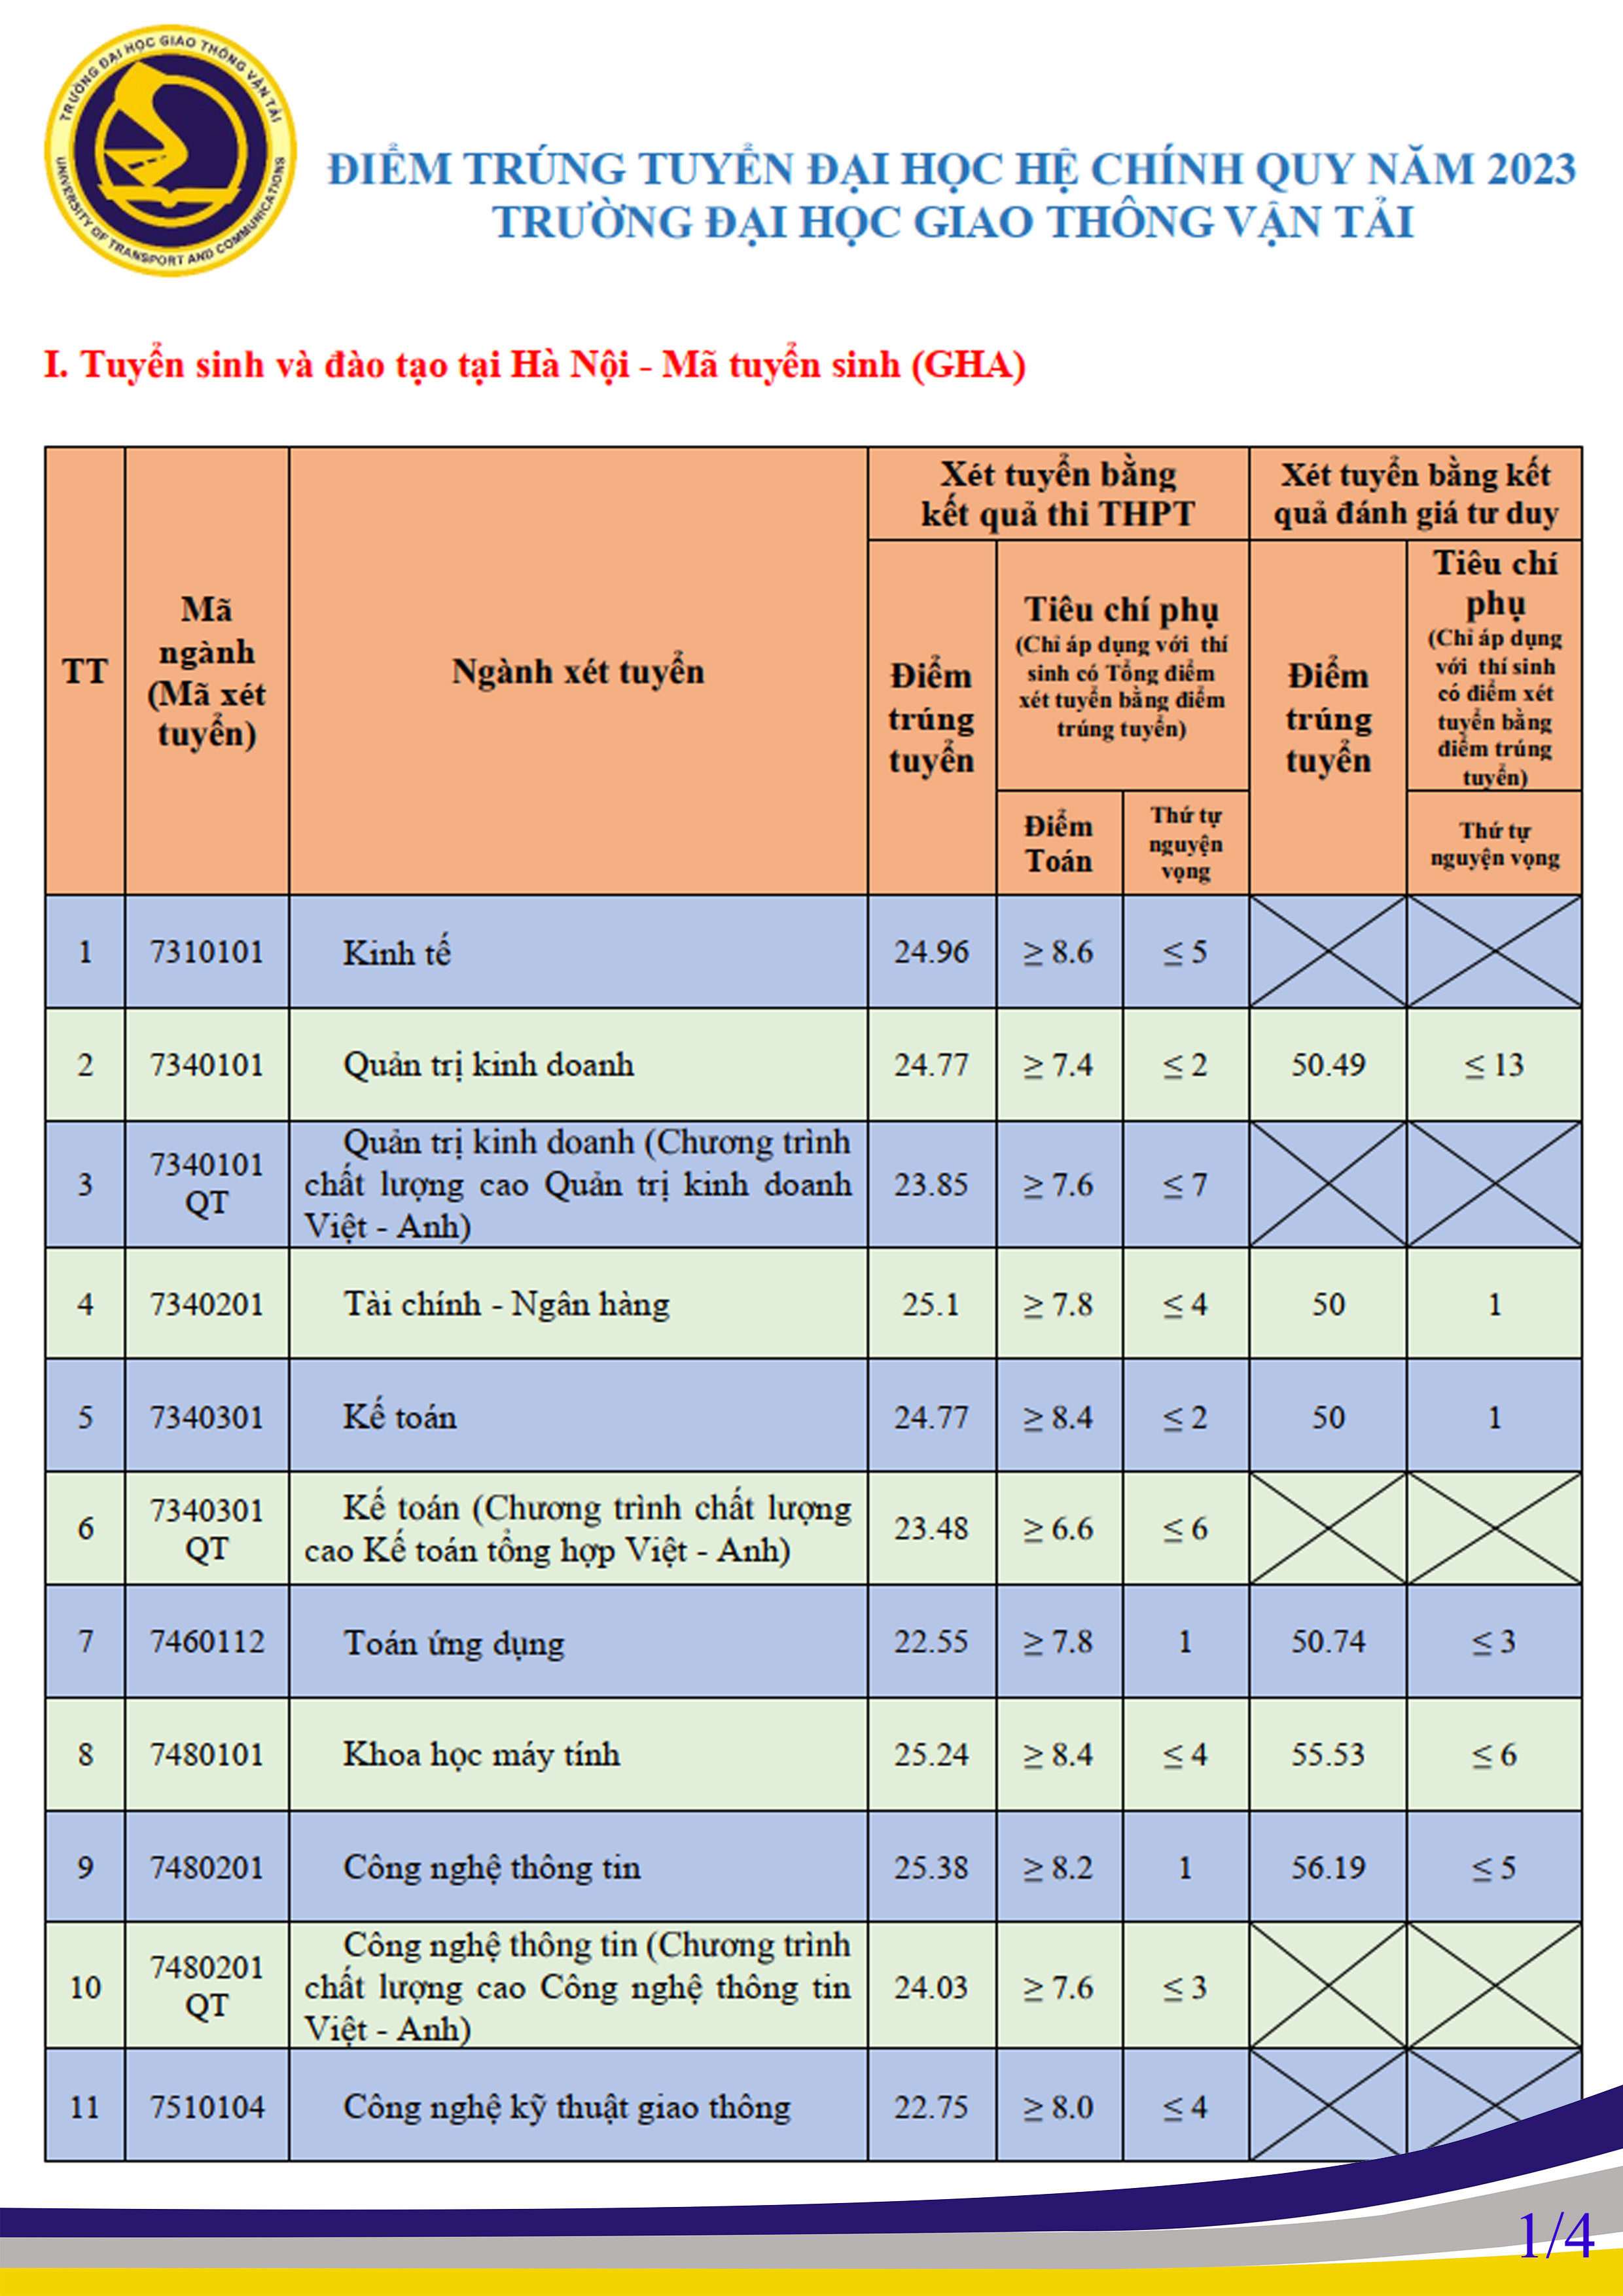 TRƯỜNG ĐẠI HỌC GIAO THÔNG VẬN TẢI
UNIVERSITY OF TRANSPORT AND COMMUNICATIONS
ĐIỂM TRÚNG TUYỂN ĐẠI HỌC HỆ CHÍNH QUY NĂM 2023
TRƯỜNG ĐẠI HỌC GIAO THÔNG VẬN TẢI
I. Tuyển sinh và đào tạo tại Hà Nội - Mã tuyển sinh (GHA)
TT
Mã
ngành
(Mã xét
tuyển)
Ngành xét tuyển
Xét tuyển bằng
kết quả thi THPT
Xét tuyển bằng kết
quả đánh giá tư duy
Điểm
trúng
tuyển
Tiêu chí phụ
(Chỉ áp dụng với thí
sinh có Tổng điểm
xét tuyển bằng điểm
trúng tuyển)
Điểm
Toán
Thứ tự
nguyện
vọng
Điểm
trúng
tuyển
Tiêu chí
phụ
(Chỉ áp dụng
với thí sinh
có điểm xét
tuyển bằng
điểm trúng
tuyển)
Thứ tự
nguyện vọng
1 7310101 Kinh tế 24.96 ≥ 8.6 ≤ 5
2 7340101 Quản trị kinh doanh 24.77 ≥ 7.4 ≤ 2 50.49 ≤ 13
3
7340101
QT
Quản trị kinh doanh (Chương trình
chất lượng cao Quản trị kinh doanh
Việt - Anh)
23.85 ≥ 7.6 ≤ 7
4 7340201 Tài chính - Ngân hàng 25.1 ≥ 7.8 ≤ 4 50 1
5 7340301 Kế toán 24.77 ≥ 8.4 ≤ 2 50 1
6
7340301
QT
Kế toán (Chương trình chất lượng
cao Kế toán tổng hợp Việt - Anh)
23.48 ≥ 6.6 ≤ 6
7 7460112 Toán ứng dụng 22.55 ≥ 7.8 1 50.74 ≤ 3
8 7480101 Khoa học máy tính 25.24 ≥ 8.4 ≤ 4 55.53 ≤ 6
9 7480201 Công nghệ thông tin 25.38 ≥ 8.2 1 56.19 ≤ 5
10
7480201
QT
Công nghệ thông tin (Chương trình
chất lượng cao Công nghệ thông tin
Việt - Anh)
24.03 ≥ 7.6 ≤ 3
11 7510104 Công nghệ kỹ thuật giao thông 22.75 ≥ 8.0 ≤ 4
1/4